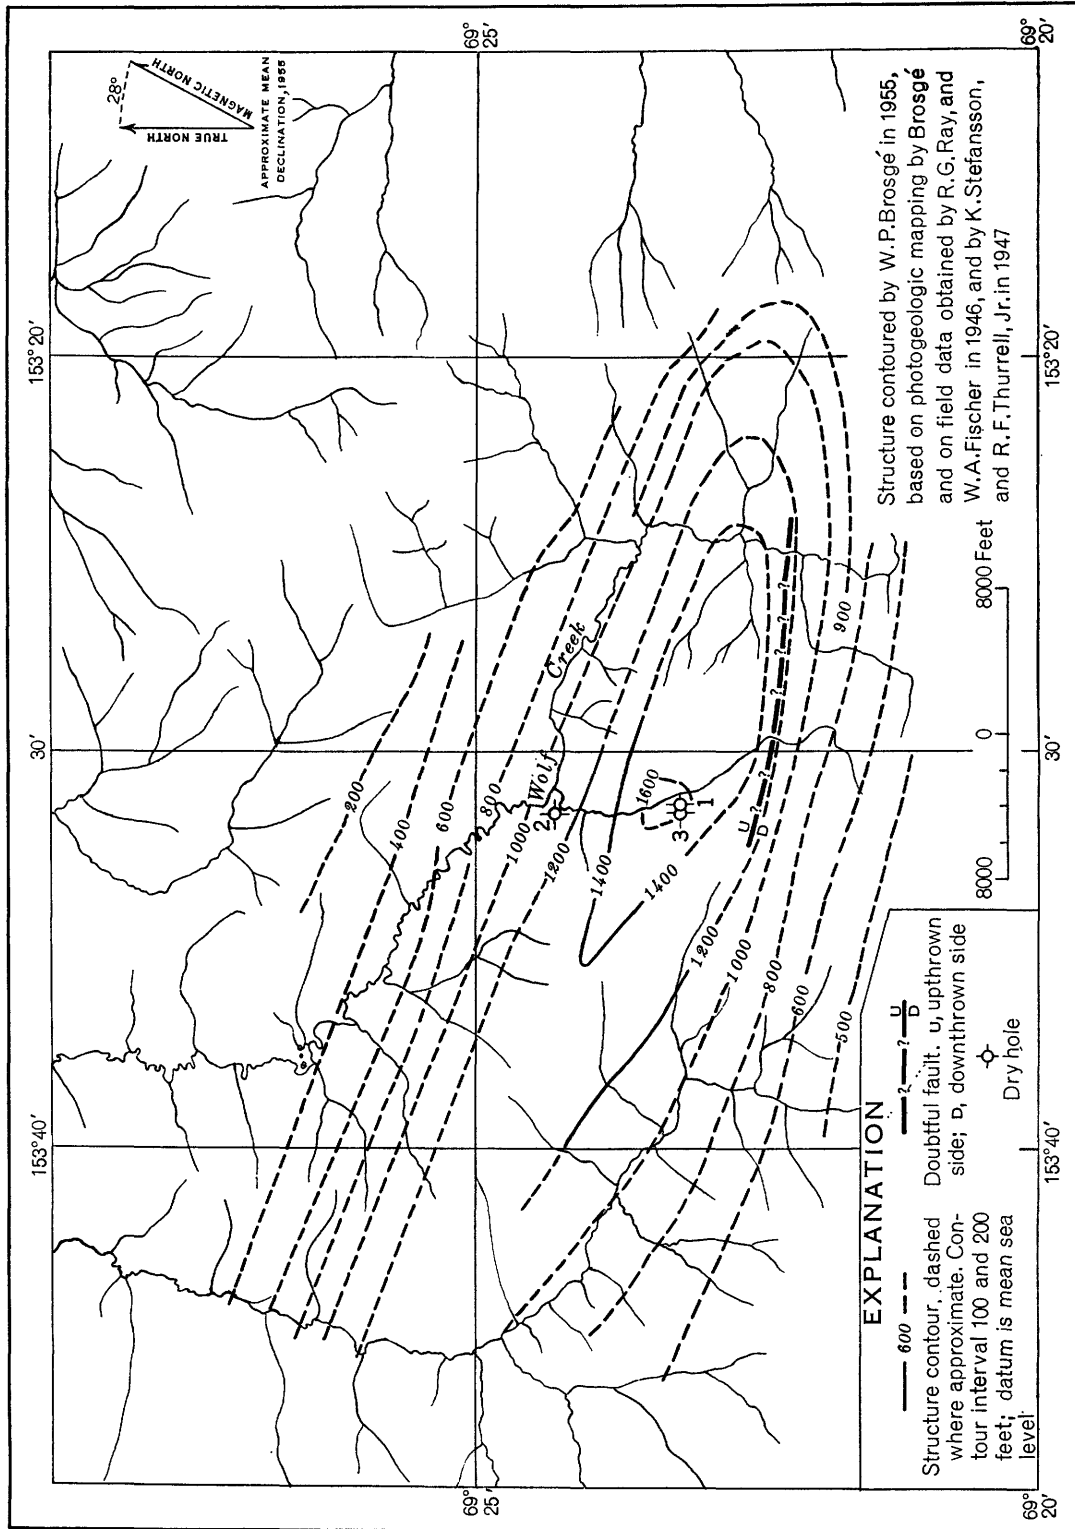 153°40'
30'
153°20'
28°
TRUE NORTH
MAGNETIC NORTH
APPROXIMATE MEAN
DECLINATION, 1955
200
400
600
800
1000
1200
1400
1400
1600
1200
1000
800
600
500
900
69°
25'
69°
25'
Wolf
Creek
2
3
1
U
D
?
?
?
?
?
EXPLANATION
600
Structure contour, dashed
where approximate. Con-
tour interval 100 and 200
feet; datum is mean sea
level
? ? U
D
Doubtful fault. U, upthrown
side; D, downthrown side
Dry hole
8000 0 8000 Feet
Structure contoured by W.P.Brosgé in 1955,
based on photogeologic mapping by Brosgé
and on field data obtained by R.G.Ray, and
W.A.Fischer in 1946, and by K.Stefansson,
and R.F.Thurrell, Jr. in 1947
69°
20'
69°
20'
153°40'
30'
153°20'